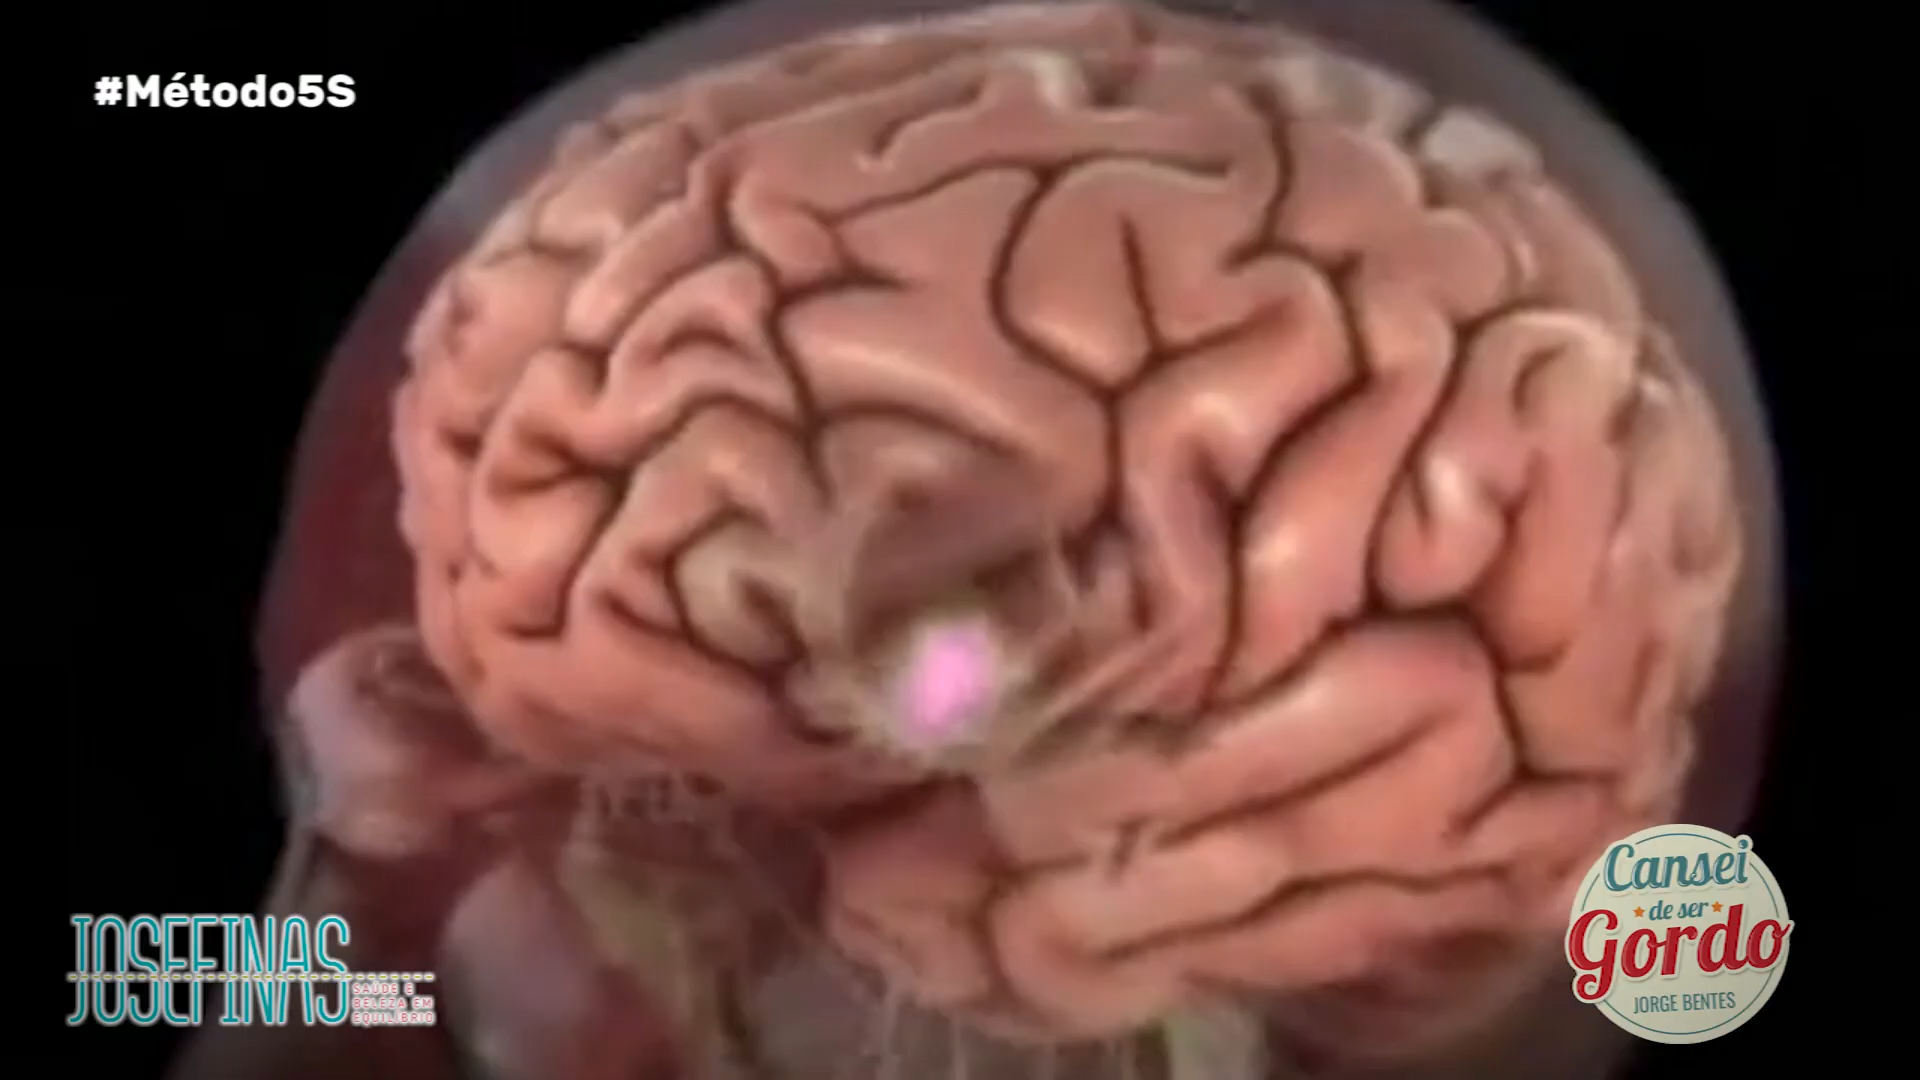 #Método5S
JOSEFINAS
SAÚDE E
BELEZA EM
EQUILÍBRIO
Cansei
de ser
Gordo
JORGE BENTES